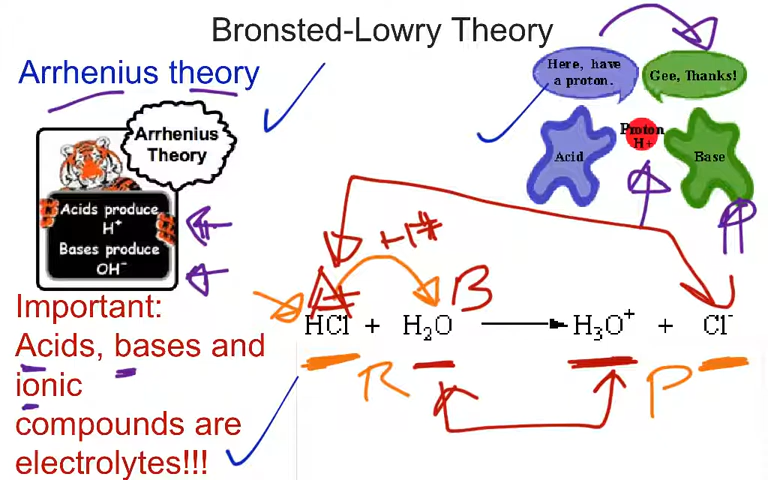 Bronsted-Lowry Theory
Arrhenius theory
Arrhenius
Theory
Acids produce
H⁺
Bases produce
OH⁻
Important:
Acids, bases and
ionic
compounds are
electrolytes!!!
Here, have
a proton.
Gee, Thanks!
Acid
Proton
H+
Base
+H⁺
A
B
HCl + H₂O → H₃O⁺ + Cl⁻
R
P